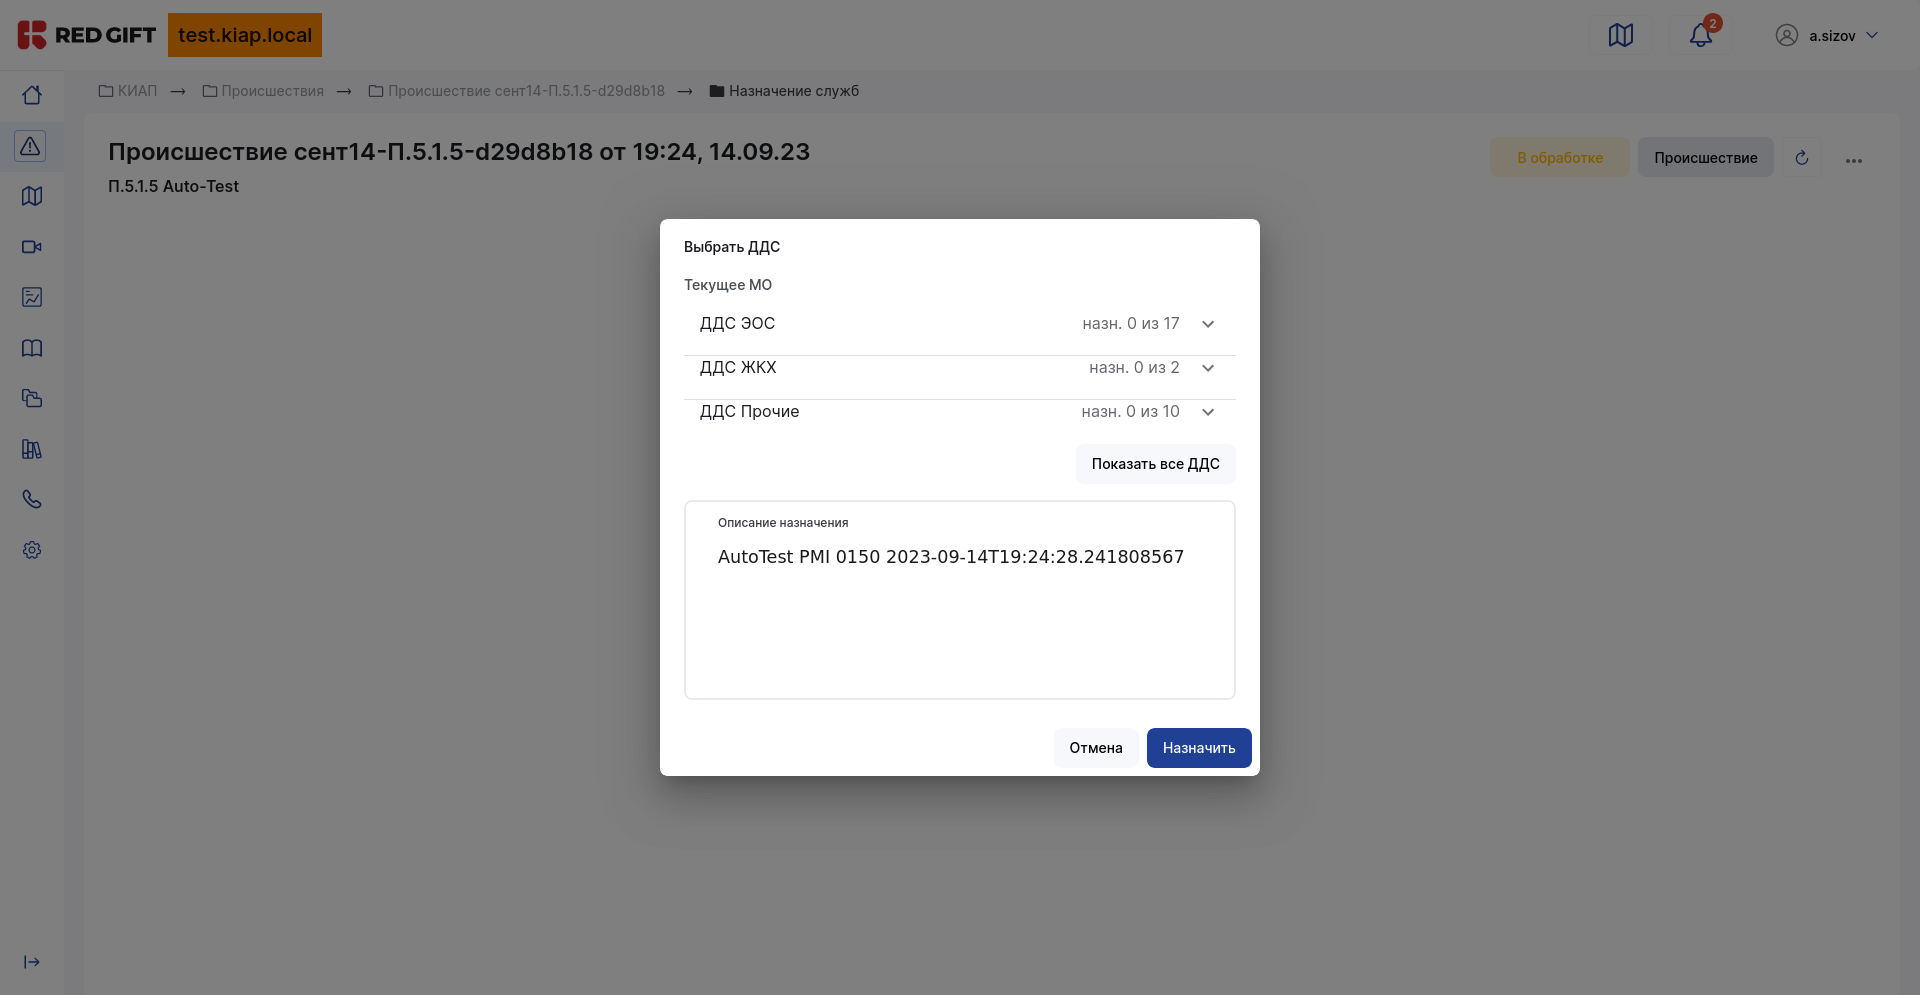 RED GIFT test.kiap.local 2 a.sizov
КИАП → Происшествия → Происшествие сент14-П.5.1.5-d29d8b18 → Назначение служб
Происшествие сент14-П.5.1.5-d29d8b18 от 19:24, 14.09.23
В обработке Происшествие ...
П.5.1.5 Auto-Test
Выбрать ДДС
Текущее МО
ДДС ЭОС назн. 0 из 17
ДДС ЖКХ назн. 0 из 2
ДДС Прочие назн. 0 из 10
Показать все ДДС
Описание назначения
AutoTest PMI 0150 2023-09-14T19:24:28.241808567
Отмена Назначить